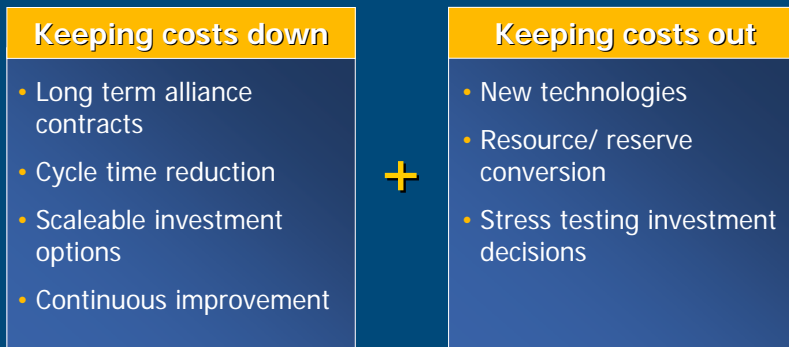 Keeping costs down
• Long term alliance
contracts
• Cycle time reduction
• Scaleable investment
options
• Continuous improvement
+
Keeping costs out
• New technologies
• Resource/ reserve
conversion
• Stress testing investment
decisions